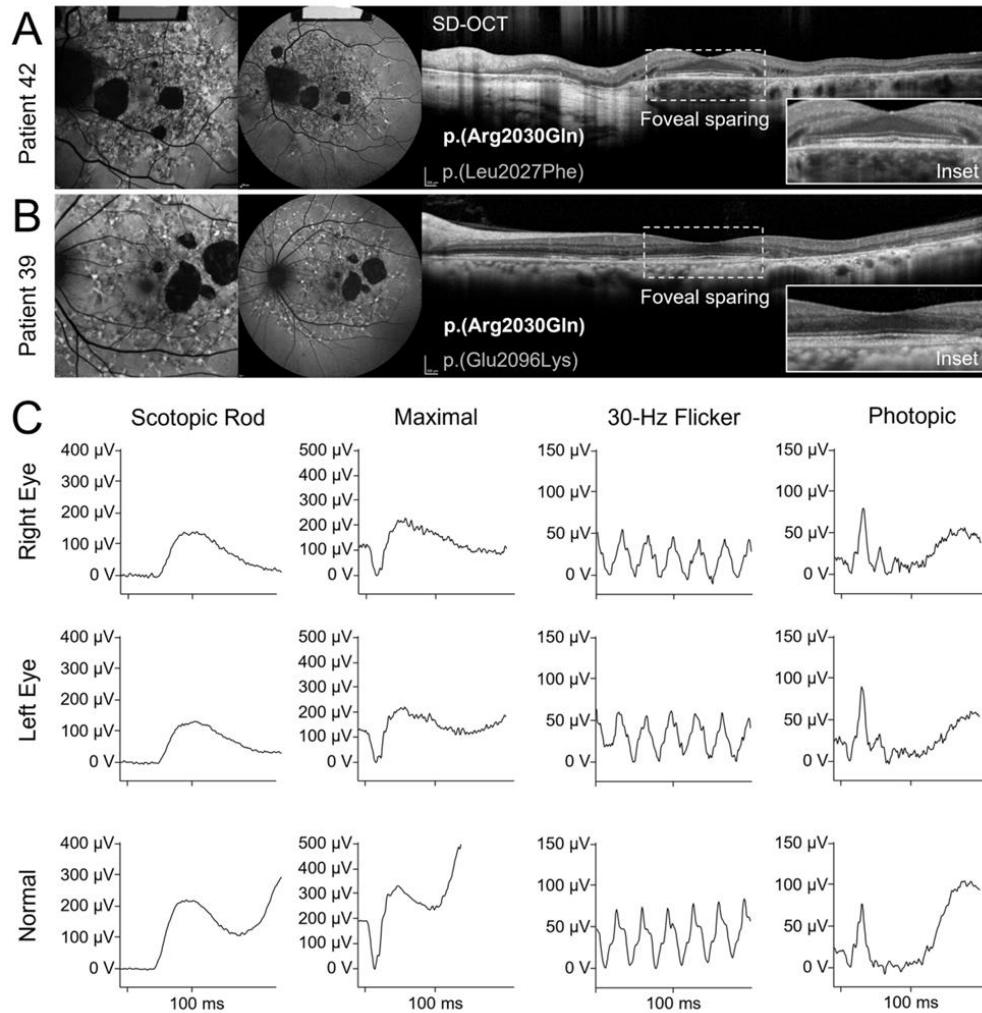 A
Patient 42
SD-OCT
Foveal sparing
p.(Arg2030Gln)
p.(Leu2027Phe)
Inset
B
Patient 39
Foveal sparing
p.(Arg2030Gln)
p.(Glu2096Lys)
Inset
C
Scotopic Rod
Maximal
30-Hz Flicker
Photopic
Right Eye
400 µV
300 µV
200 µV
100 µV
0 V
500 µV
400 µV
300 µV
200 µV
100 µV
0 V
150 µV
100 µV
50 µV
0 V
150 µV
100 µV
50 µV
0 V
Left Eye
400 µV
300 µV
200 µV
100 µV
0 V
500 µV
400 µV
300 µV
200 µV
100 µV
0 V
150 µV
100 µV
50 µV
0 V
150 µV
100 µV
50 µV
0 V
Normal
400 µV
300 µV
200 µV
100 µV
0 V
500 µV
400 µV
300 µV
200 µV
100 µV
0 V
150 µV
100 µV
50 µV
0 V
150 µV
100 µV
50 µV
0 V
100 ms
100 ms
100 ms
100 ms